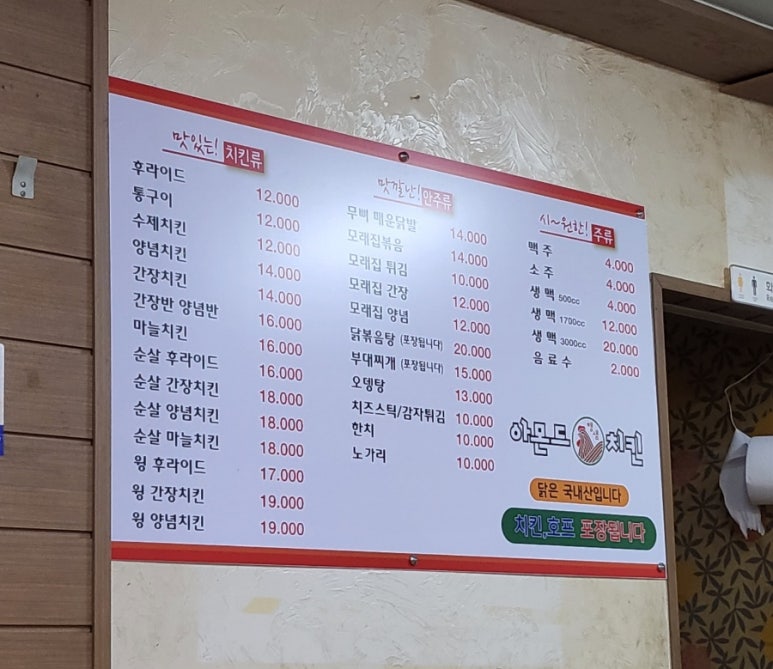 맛있는! 치킨류
후라이드 12.000
통구이 12.000
수제치킨 12.000
양념치킨 14.000
간장치킨 14.000
간장반 양념반 16.000
마늘치킨 16.000
순살 후라이드 16.000
순살 간장치킨 18.000
순살 양념치킨 18.000
순살 마늘치킨 18.000
윙 후라이드 17.000
윙 간장치킨 19.000
윙 양념치킨 19.000
맛깔난! 안주류
무뼈 매운닭발 14.000
모래집볶음 14.000
모래집 튀김 10.000
모래집 간장 12.000
모래집 양념 12.000
닭볶음탕 (포장됩니다) 20.000
부대찌개 (포장됩니다) 15.000
오뎅탕 13.000
치즈스틱/감자튀김 10.000
한치 10.000
노가리 10.000
시~원한! 주류
맥 주 4.000
소 주 4.000
생 맥 500cc 4.000
생 맥 1700cc 12.000
생 맥 3000cc 20.000
음 료 수 2.000
아몬드 치킨
닭은 국내산입니다
치킨,호프 포장됩니다